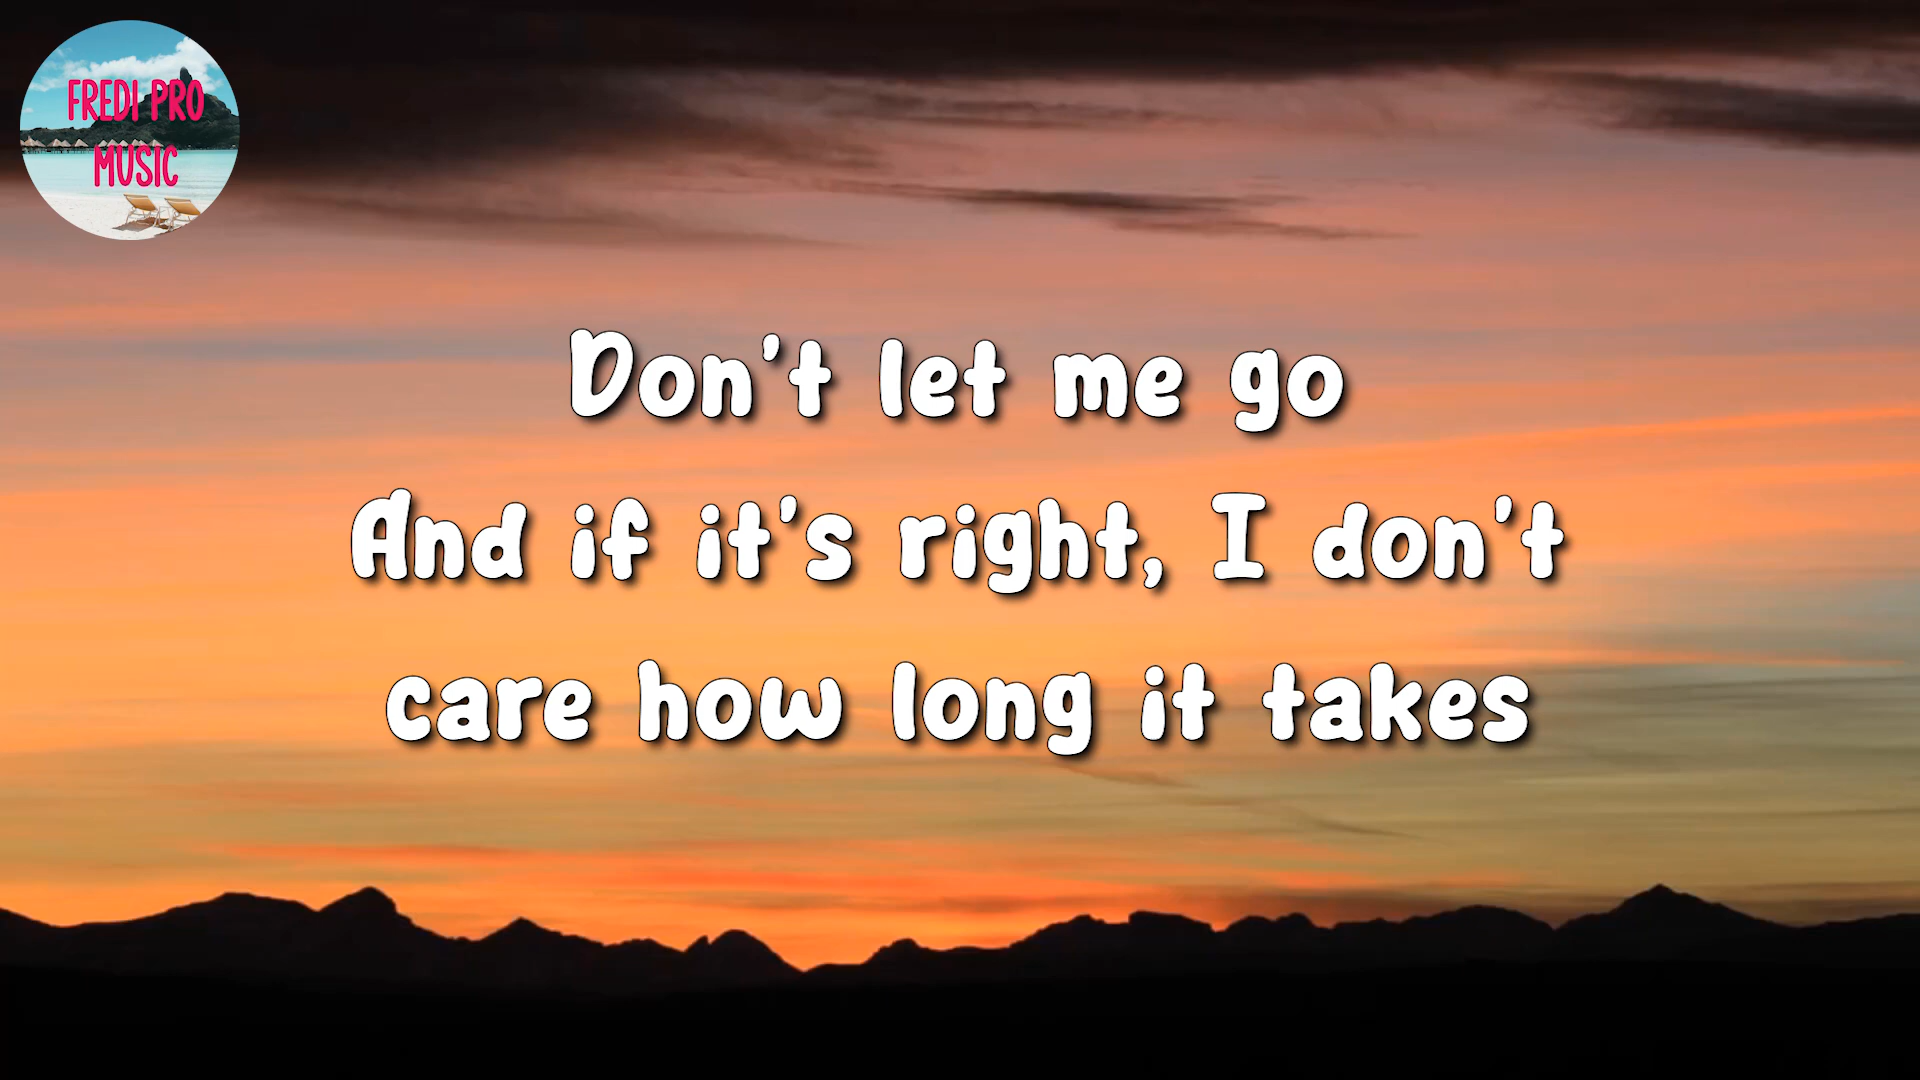 FREDI PRO
MUSIC
Don't let me go
And if it's right, I don't
care how long it takes